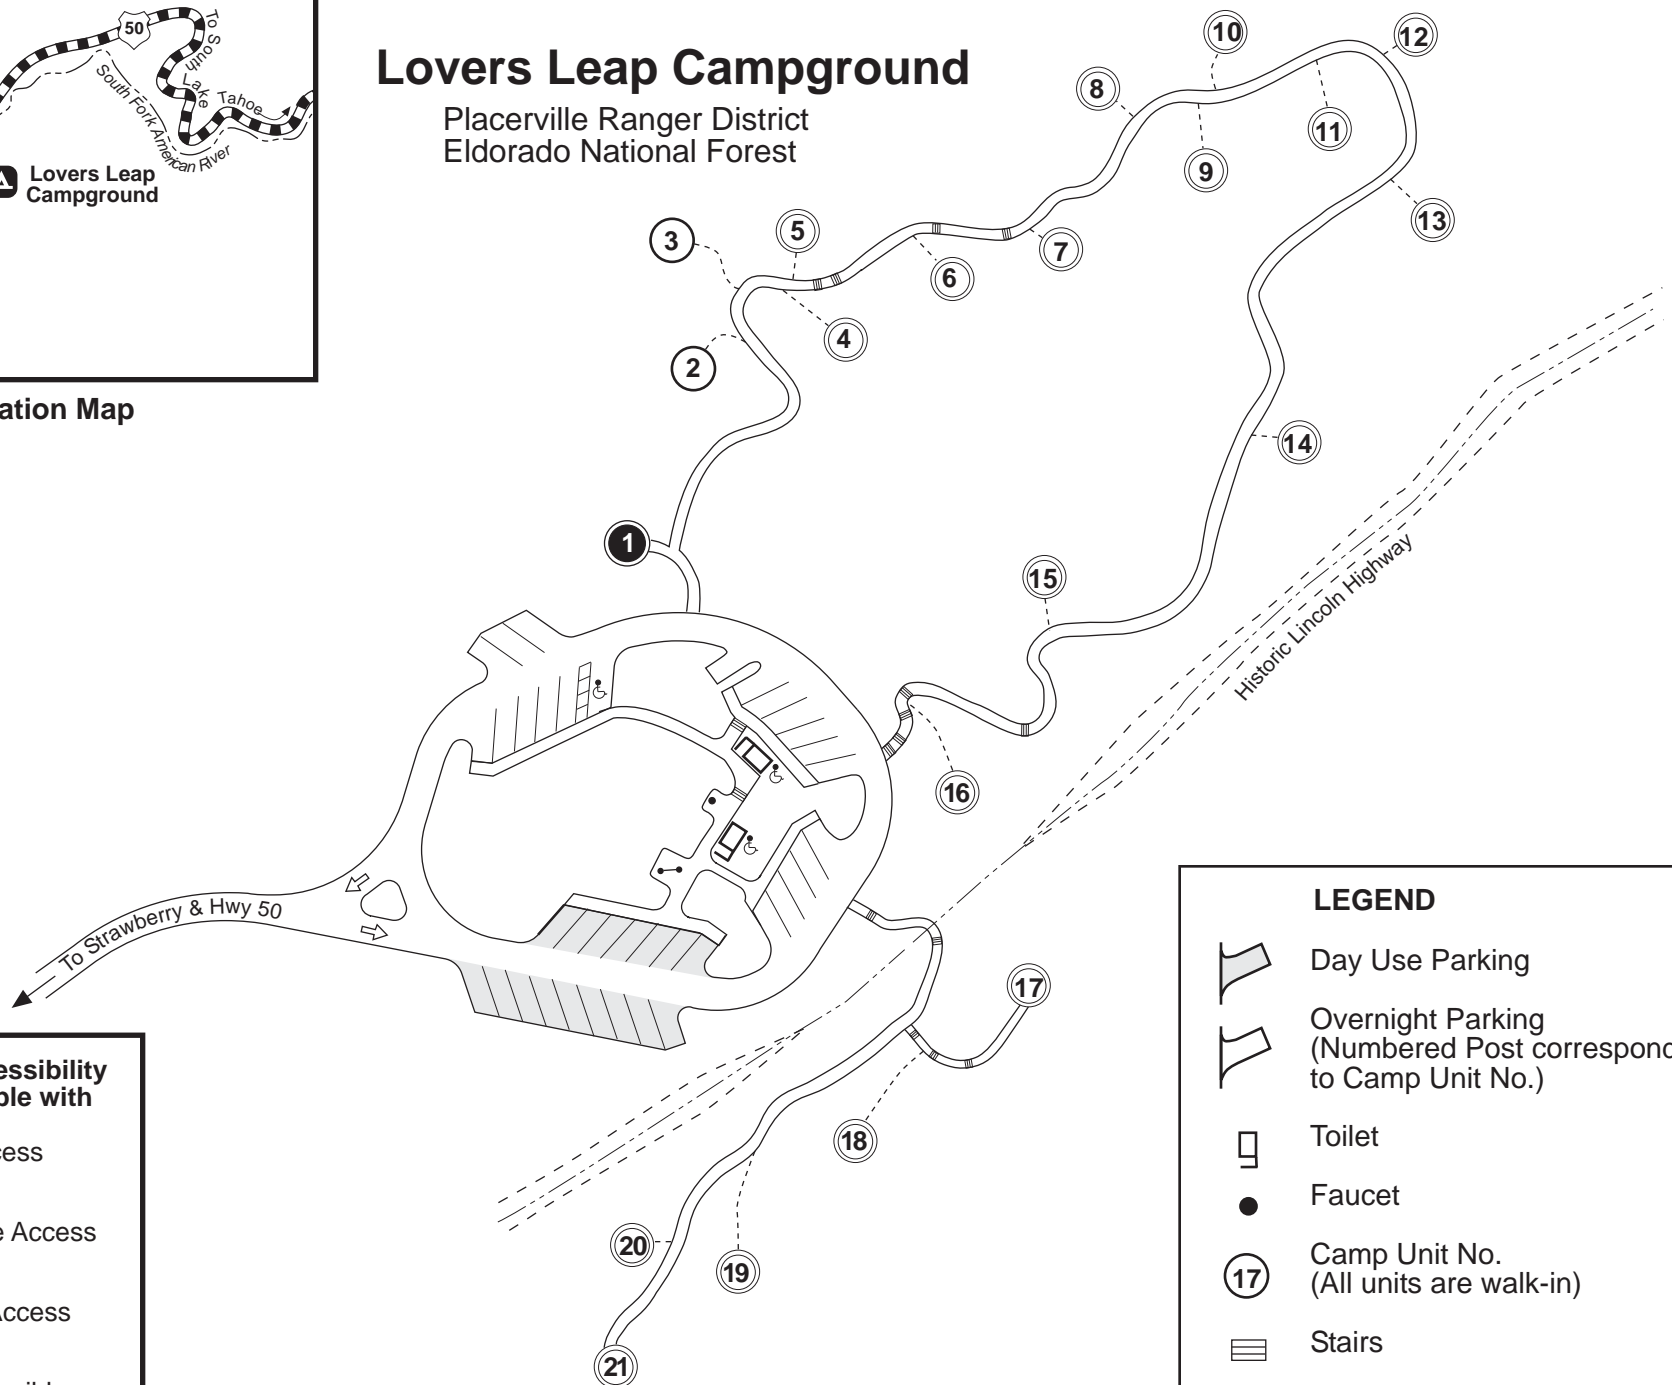 50
To South
Lake Tahoe
South Fork American River
Lovers Leap
Campground
ation Map
Lovers Leap Campground
Placerville Ranger District
Eldorado National Forest
10
12
8
11
9
5
3
13
7
6
4
2
14
1
15
Historic Lincoln Highway
16
To Strawberry & Hwy 50
17
18
20
19
21
essibility
ble with
cess
e Access
Access
LEGEND
Day Use Parking
Overnight Parking
(Numbered Post correspond
to Camp Unit No.)
Toilet
Faucet
17
Camp Unit No.
(All units are walk-in)
Stairs